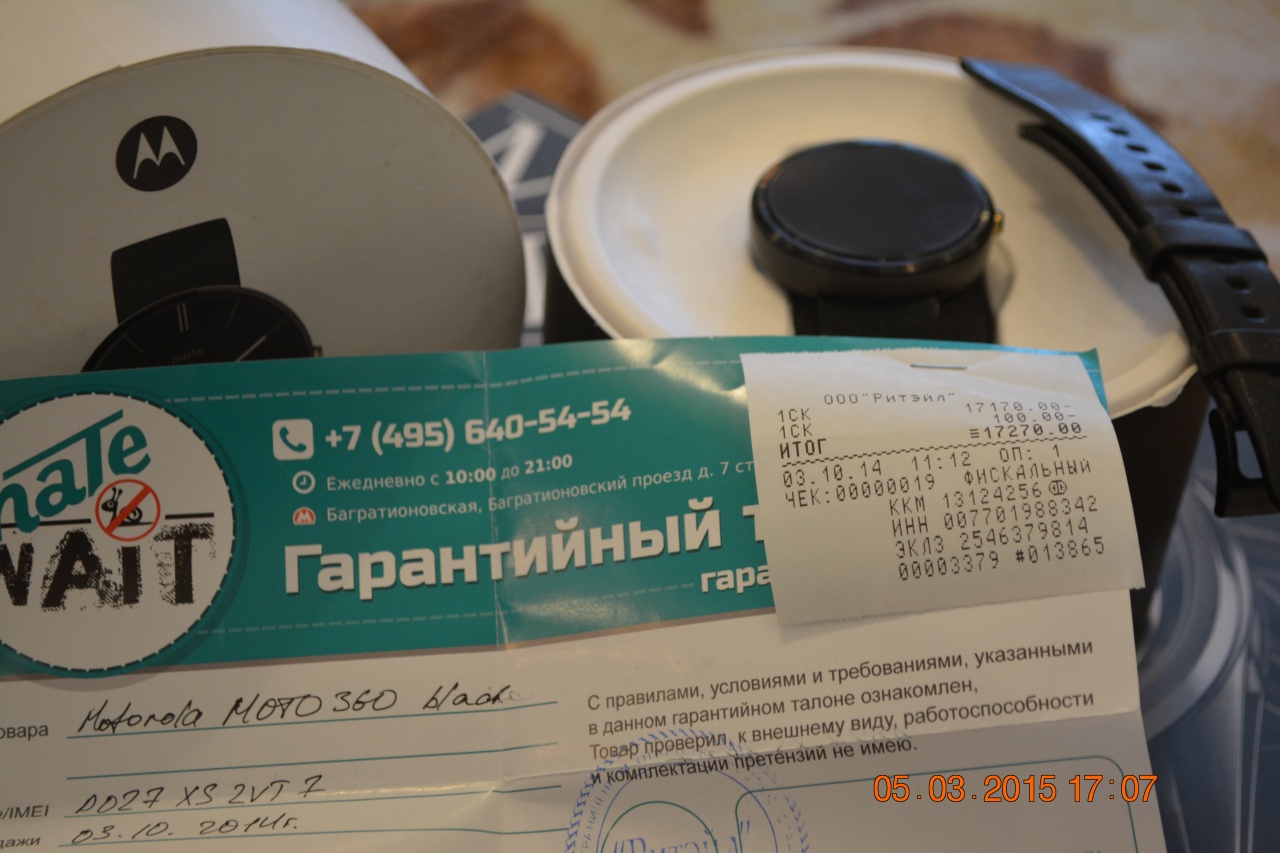 moto
+7 (495) 640-54-54
Ежедневно с 10:00 до 21:00
Багратионовская, Багратионовский проезд д. 7 ст
Гарантийный
WAIT
ООО"Ритэйл"
1СК 17170.00-
1СК 100.00-
ИТОГ ≡17270.00
03.10.14 11:12 ОП: 1
ЧЕК:00000019 ФИСКАЛЬНЫЙ
ККМ 13124256
ИНН 007701988342
ЭКЛЗ 2546379814
00003379 #013865
Motorola MOTO 360 black
/IMEI DD27 XS 2VT 7
03.10.2014г.
С правилами, условиями и требованиями, указанными
в данном гарантийном талоне ознакомлен,
Товар проверил, к внешнему виду, работоспособности
и комплектации претензий не имею.
"Ритэйл"
05.03.2015 17:07